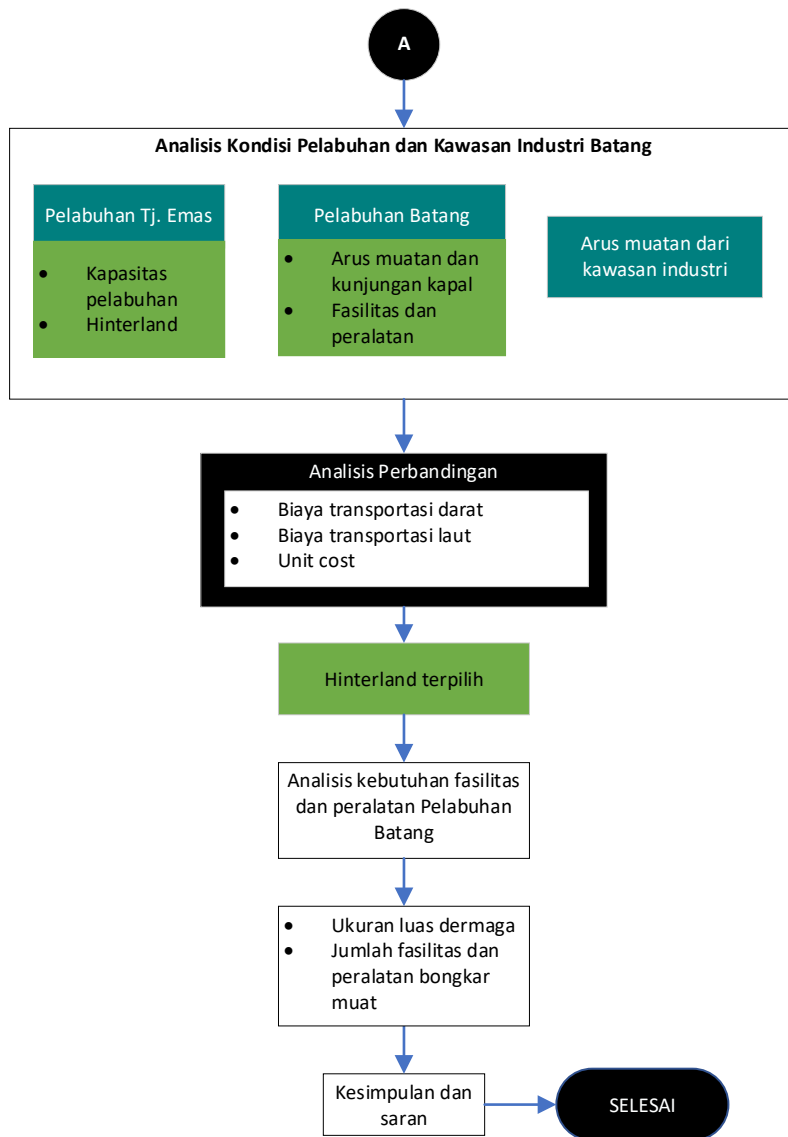 A
Analisis Kondisi Pelabuhan dan Kawasan Industri Batang
Pelabuhan Tj. Emas
• Kapasitas
pelabuhan
• Hinterland
Pelabuhan Batang
• Arus muatan dan
kunjungan kapal
• Fasilitas dan
peralatan
Arus muatan dari
kawasan industri
Analisis Perbandingan
• Biaya transportasi darat
• Biaya transportasi laut
• Unit cost
Hinterland terpilih
Analisis kebutuhan fasilitas
dan peralatan Pelabuhan
Batang
• Ukuran luas dermaga
• Jumlah fasilitas dan
peralatan bongkar
muat
Kesimpulan dan
saran
SELESAI